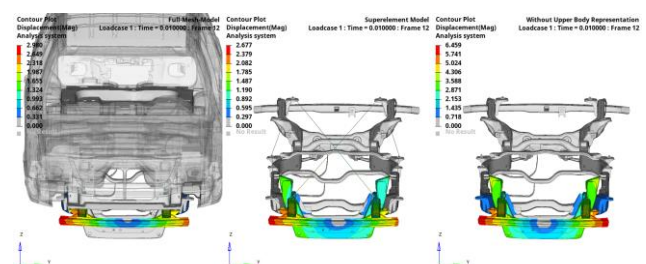 Contour Plot
Displacement(Mag)
Analysis system
Full Mesh Model
Loadcase 1 : Time = 0.010000 : Frame 12
2.980
2.649
2.318
1.987
1.655
1.324
0.993
0.662
0.331
0.000
No Result
Z
Y
Contour Plot
Displacement(Mag)
Analysis system
Superelement Model
Loadcase 1 : Time = 0.010000 : Frame 12
2.677
2.379
2.082
1.785
1.487
1.190
0.892
0.595
0.297
0.000
No Result
Z
Contour Plot
Displacement(Mag)
Analysis system
Without Upper Body Representation
Loadcase 1 : Time = 0.010000 : Frame 12
6.459
5.741
5.024
4.306
3.588
2.871
2.153
1.435
0.718
0.000
No Result
Z